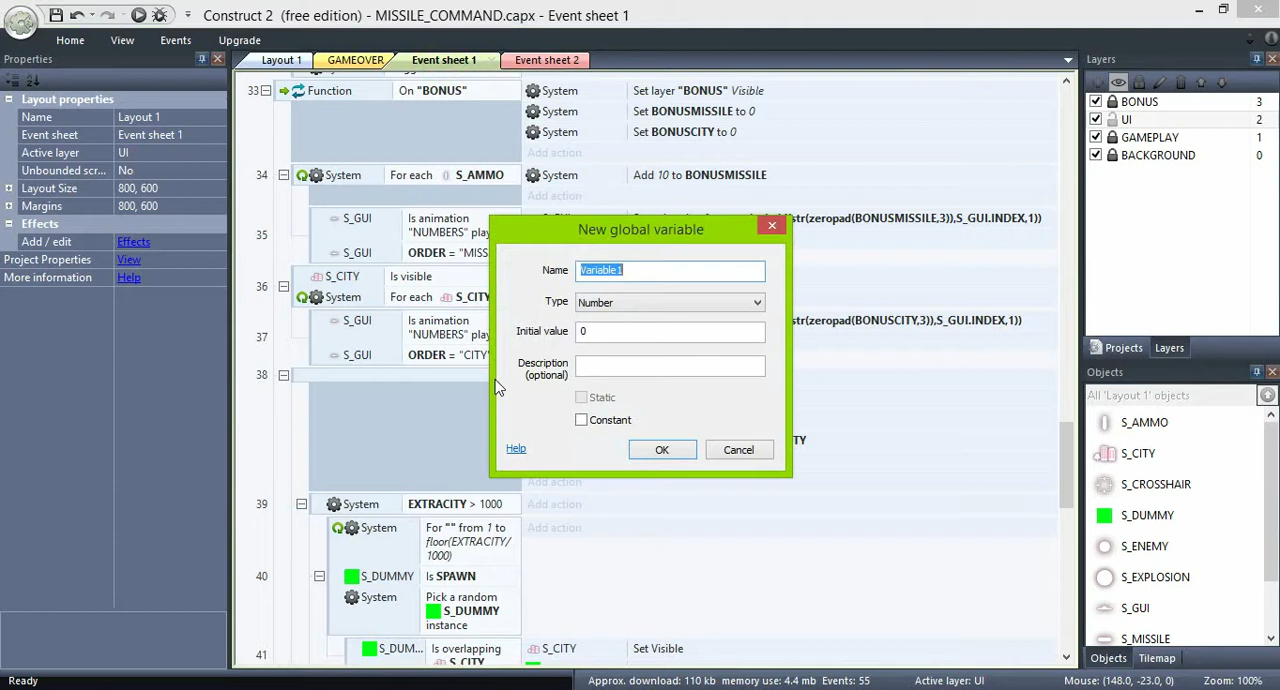 Construct 2 (free edition) - MISSILE_COMMAND.capx - Event sheet 1
Home View Events Upgrade
Properties
Layout properties
Name Layout 1
Event sheet Event sheet 1
Active layer UI
Unbounded scr... No
Layout Size 800, 600
Margins 800, 600
Effects
Add / edit Effects
Project Properties View
More information Help
Layout 1 GAMEOVER Event sheet 1 Event sheet 2
33 Function On "BONUS" System Set layer "BONUS" Visible
System Set BONUSMISSILE to 0
System Set BONUSCITY to 0
Add action
34 System For each S_AMMO System Add 10 to BONUSMISSILE
Add action
35 S_GUI Is animation "NUMBERS" play str(zeropad(BONUSMISSILE,3)),S_GUI.INDEX,1))
S_GUI ORDER = "MISS
36 S_CITY Is visible
System For each S_CITY
37 S_GUI Is animation "NUMBERS" play str(zeropad(BONUSCITY,3)),S_GUI.INDEX,1))
S_GUI ORDER = "CITY"
38
Add action
39 System EXTRACITY > 1000 Add action
System For "" from 1 to floor(EXTRACITY/1000) Add action
40 S_DUMMY Is SPAWN
System Pick a random S_DUMMY instance
41 S_DUM... Is overlapping S_CITY S_CITY Set Visible
New global variable
Name Variable1
Type Number
Initial value 0
Description (optional)
Static
Constant
Help OK Cancel
Layers
BONUS 3
UI 2
GAMEPLAY 1
BACKGROUND 0
Projects Layers
Objects
All 'Layout 1' objects
S_AMMO
S_CITY
S_CROSSHAIR
S_DUMMY
S_ENEMY
S_EXPLOSION
S_GUI
S_MISSILE
Objects Tilemap
Ready Approx. download: 110 kb memory use: 4.4 mb Events: 55 Active layer: UI Mouse: (148.0, -23.0, 0) Zoom: 100%